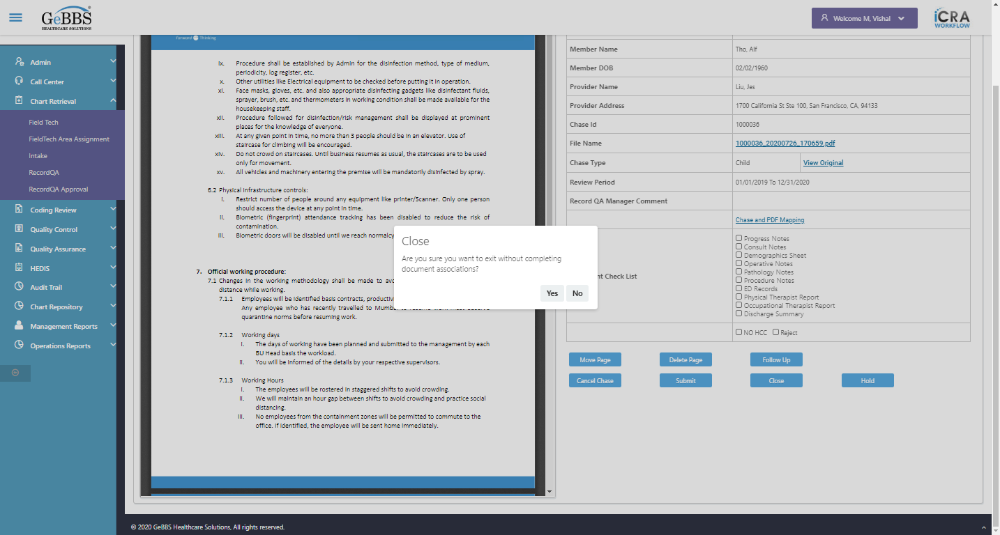 GeBBS
HEALTHCARE SOLUTIONS
Welcome M, Vishal
iCRA
WORKFLOW
Admin
Call Center
Chart Retrieval
Field Tech
FieldTech Area Assignment
Intake
RecordQA
RecordQA Approval
Coding Review
Quality Control
Quality Assurance
HEDIS
Audit Trail
Chart Repository
Management Reports
Operations Reports
Forward Thinking
ix. Procedure shall be established by Admin for the disinfection method, type of medium,
periodicity, log register, etc.
x. Other utilities like Electrical equipment to be checked before putting it in operation.
xi. Face masks, gloves, etc. and also appropriate disinfecting gadgets like disinfectant fluids,
sprayer, brush, etc. and thermometers in working condition shall be made available for the
housekeeping staff.
xii. Procedure followed for disinfection/risk management shall be displayed at prominent
places for the knowledge of everyone.
xiii. At any given point in time, no more than 3 people should be in an elevator. Use of
staircase for climbing will be encouraged.
xiv. Do not crowd on staircases. Until business resumes as usual, the staircases are to be used
only for movement.
xv. All vehicles and machinery entering the premise will be mandatorily disinfected by spray.
6.2 Physical infrastructure controls:
i. Restrict number of people around any equipment like printer/Scanner. Only one person
should access the device at any point in time.
ii. Biometric (fingerprint) attendance tracking has been disabled to reduce the risk of
contamination.
iii. Biometric doors will be disabled until we reach normalcy
7. Official working procedure:
7.1 Changes in the working methodology shall be made to
distance while working.
7.1.1 Employees will be identified basis contracts,
Any employee who has recently travelled to
quarantine norms before resuming work.
7.1.2 Working days
i. The days of working have been planned and submitted to the management by each
BU Head basis the workload.
ii. You will be informed of the details by your respective supervisors.
7.1.3 Working Hours
i. The employees will be rostered in staggered shifts to avoid crowding.
ii. We will maintain an hour gap between shifts to avoid crowding and practice social
distancing.
iii. No employees from the containment zones will be permitted to commute to the
office. If identified, the employee will be sent home immediately.
Close
Are you sure you want to exit without completing
document associations?
Yes No
Member Name Tho, Alf
Member DOB 02/02/1960
Provider Name Liu, Jes
Provider Address 1700 California St Ste 100, San Francisco, CA, 94133
Chase Id 1000036
File Name 1000036_20200726_170659.pdf
Chase Type Child View Original
Review Period 01/01/2019 To 12/31/2020
Record QA Manager Comment
Chase and PDF Mapping
Check List
Progress Notes
Consult Notes
Demographics Sheet
Operative Notes
Pathology Notes
Procedure Notes
ED Records
Physical Therapist Report
Occupational Therapist Report
Discharge Summary
NO HCC Reject
Move Page Delete Page Follow Up
Cancel Chase Submit Close Hold
© 2020 GeBBS Healthcare Solutions, All rights reserved.